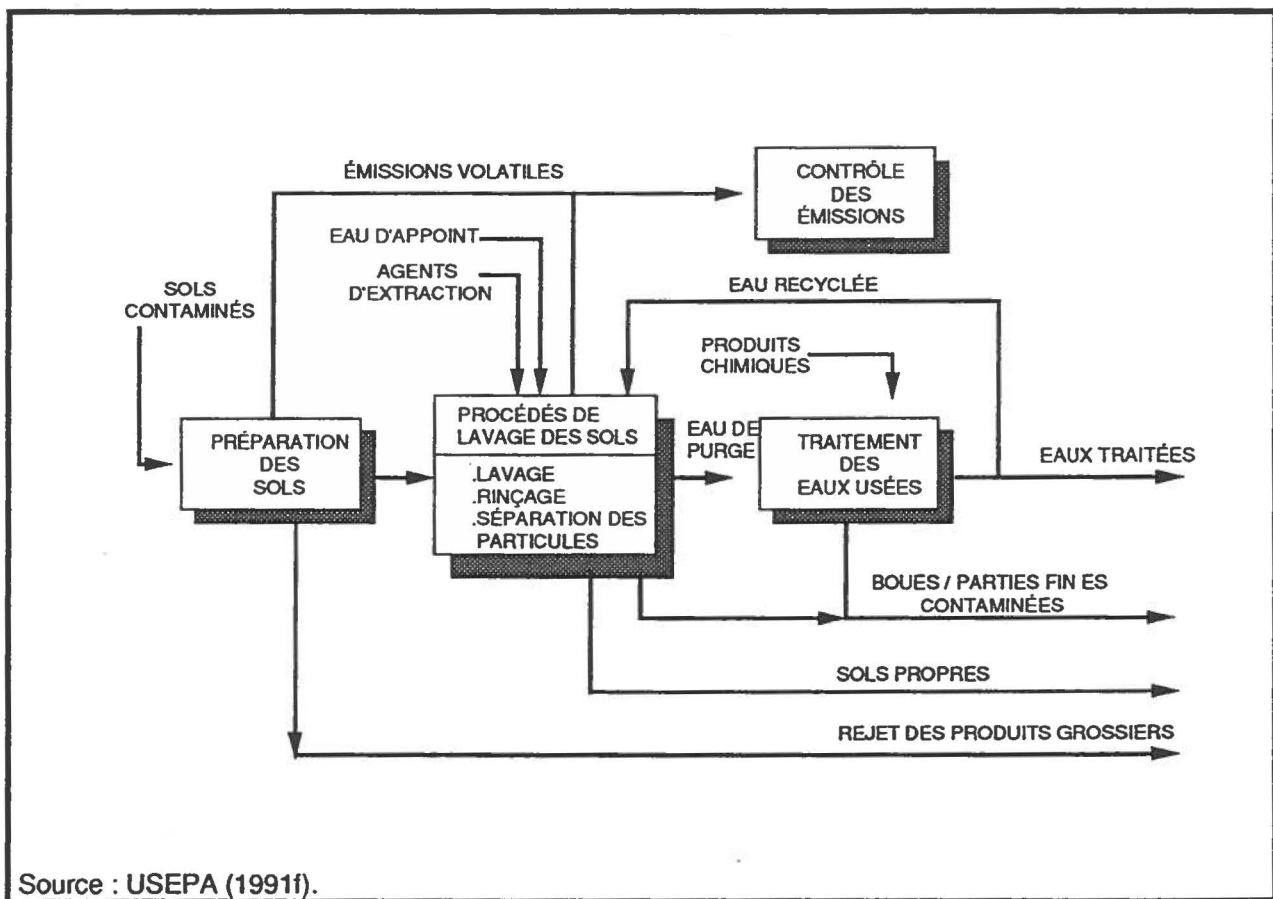 ÉMISSIONS VOLATILES
CONTRÔLE
DES
ÉMISSIONS
EAU D'APPOINT
AGENTS
D'EXTRACTION
EAU RECYCLÉE
SOLS
CONTAMINÉS
PRODUITS
CHIMIQUES
PRÉPARATION
DES
SOLS
PROCÉDÉS DE
LAVAGE DES SOLS
.LAVAGE
.RINÇAGE
.SÉPARATION DES
PARTICULES
EAU DE
PURGE
TRAITEMENT
DES
EAUX USÉES
EAUX TRAITÉES
BOUES / PARTIES FIN ES
CONTAMINÉES
SOLS PROPRES
REJET DES PRODUITS GROSSIERS
Source : USEPA (1991f).